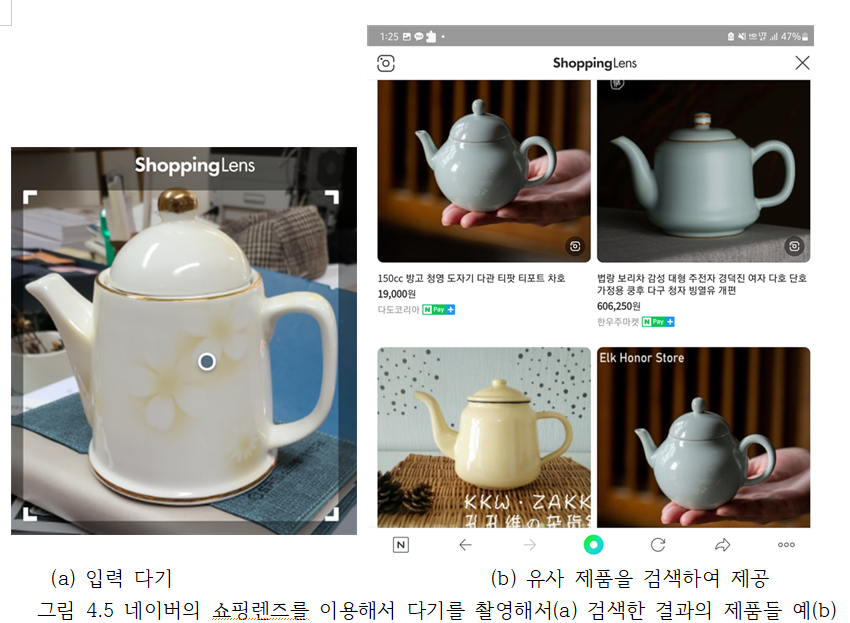 ShoppingLens
1:25
47%
ShoppingLens
150cc 방고 청영 도자기 다관 티팟 티포트 차호
19,000원
다도코리아 N Pay +
법랑 보리차 감성 대형 주전자 경덕진 여자 다호 단호
가정용 쿵후 다구 청자 빙열유 개편
606,250원
한우주마켓 N Pay +
KKW · ZAKK
Elk Honor Store
N
(a) 입력 다기
(b) 유사 제품을 검색하여 제공
그림 4.5 네이버의 쇼핑렌즈를 이용해서 다기를 촬영해서(a) 검색한 결과의 제품들 예(b)